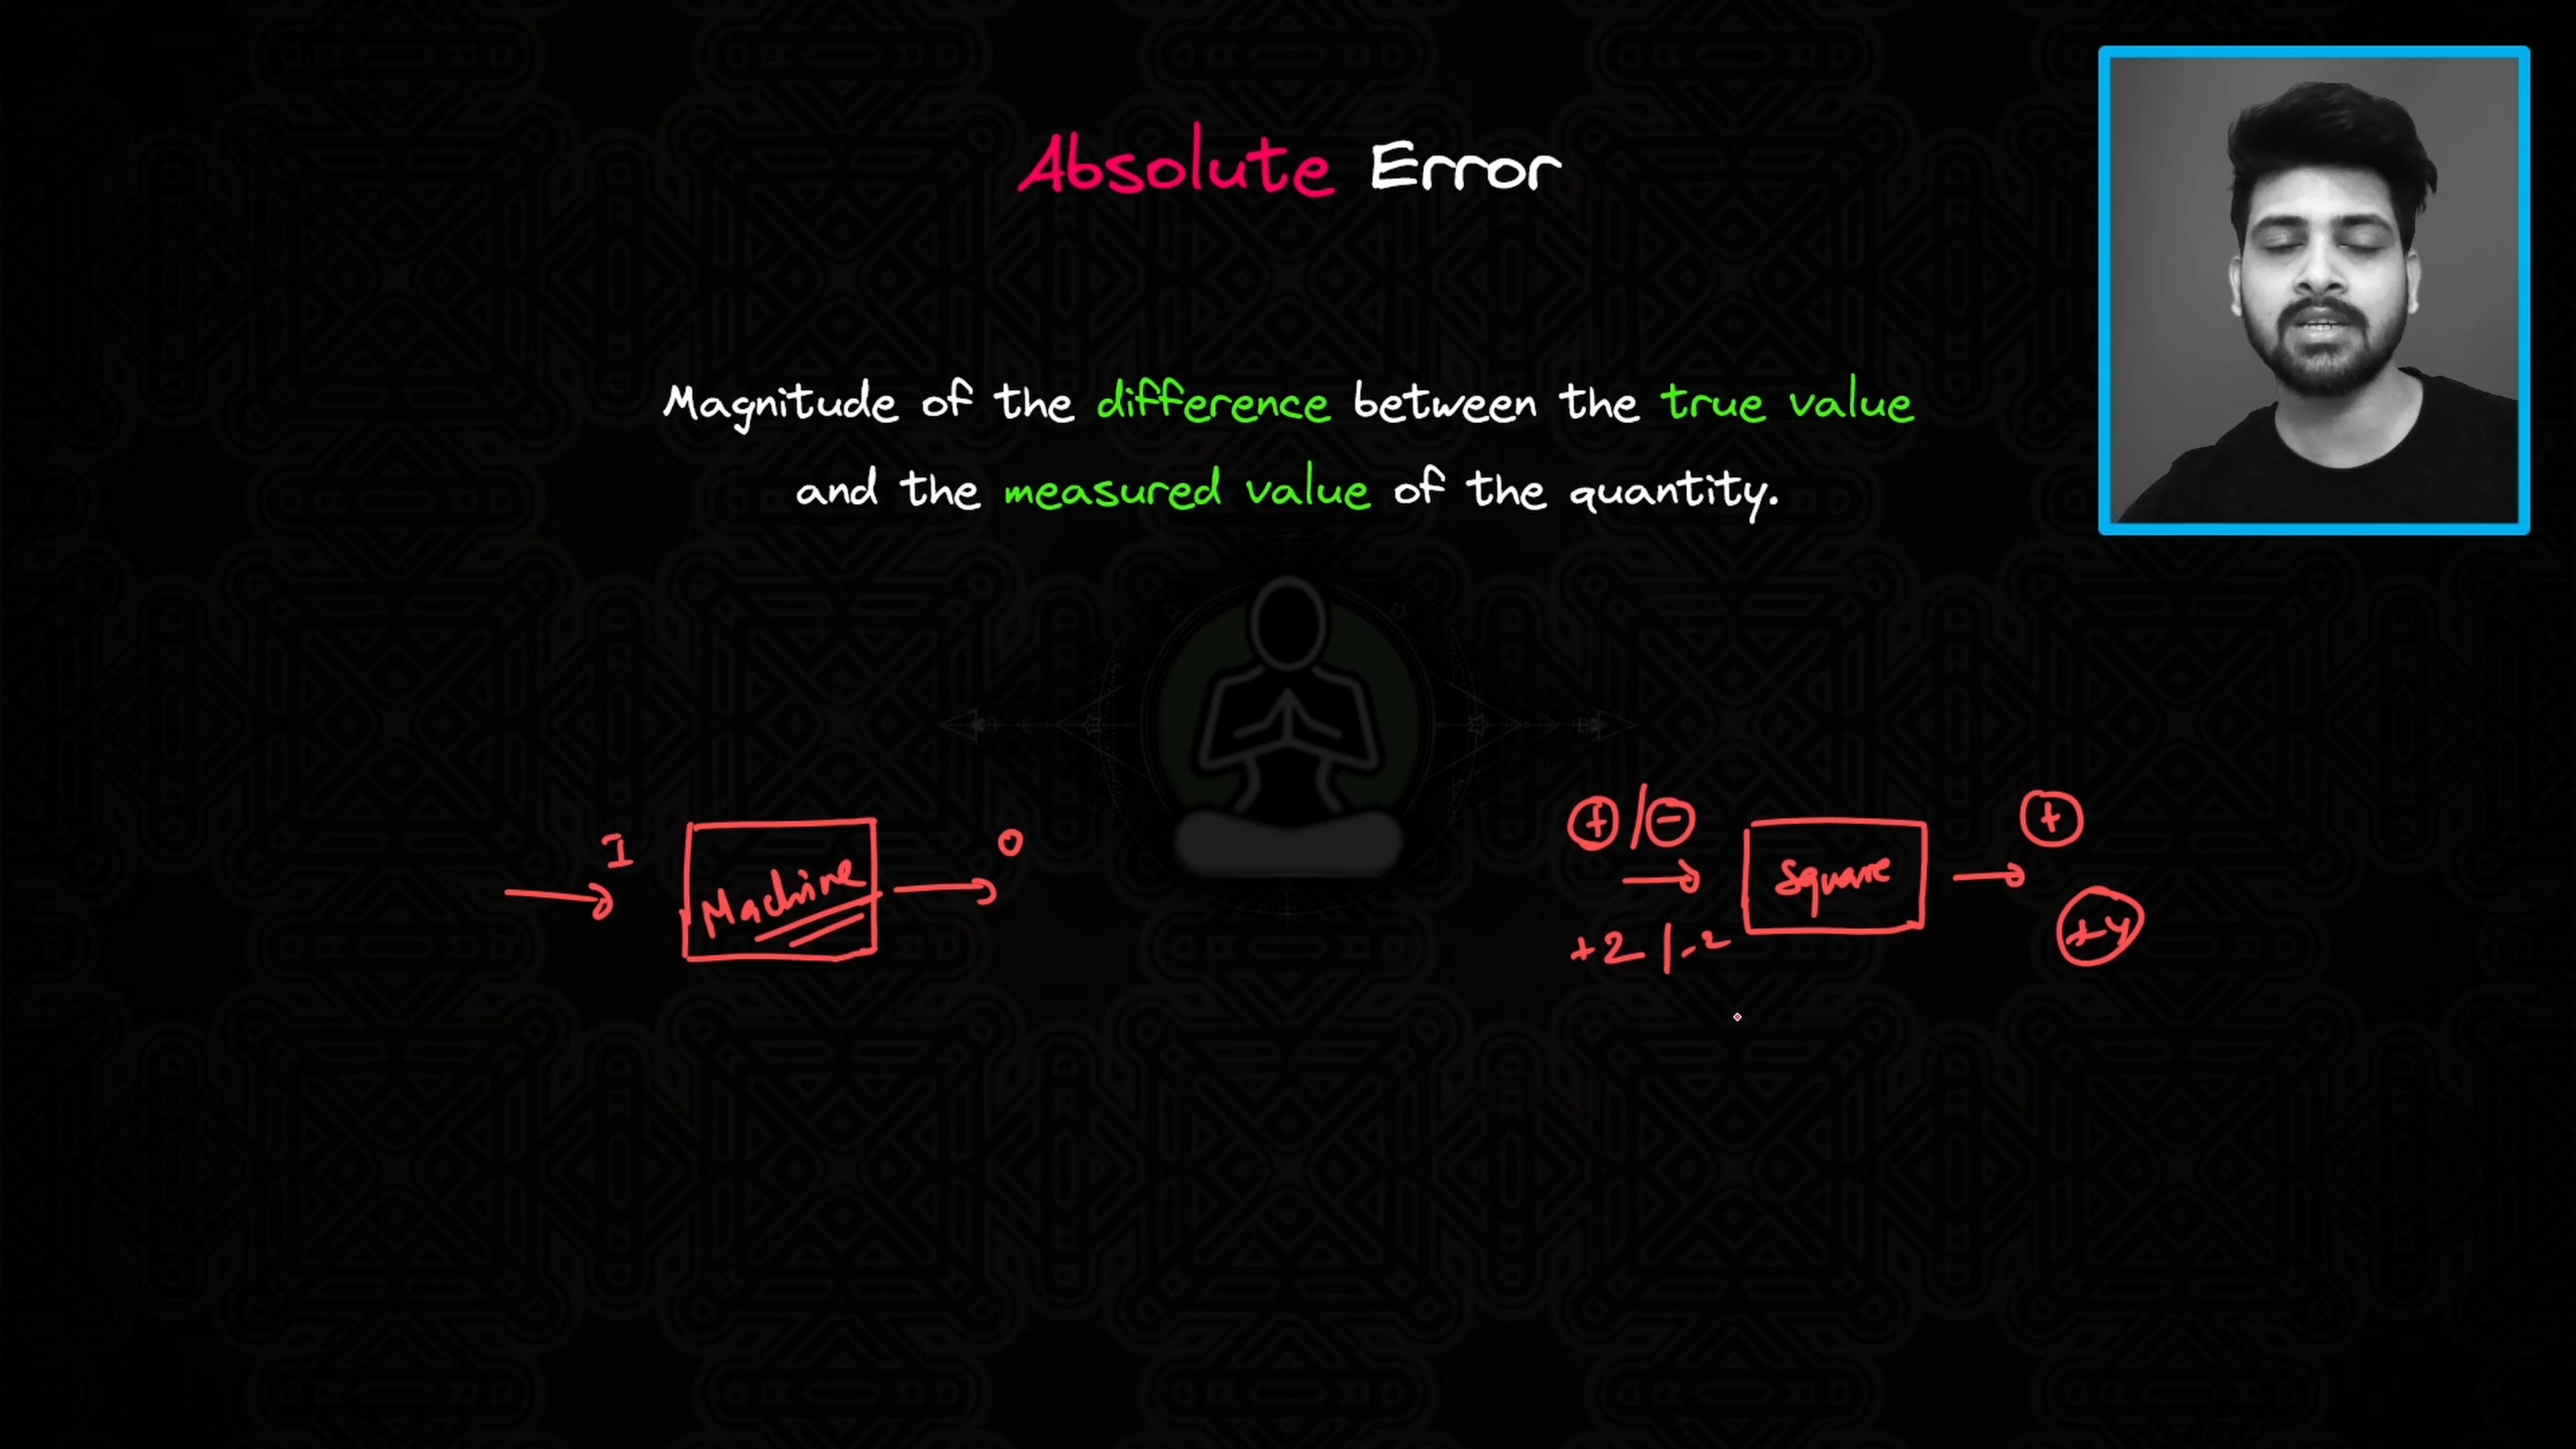 Absolute Error
Magnitude of the difference between the true value
and the measured value of the quantity.
I
Machine
O
+/-
Square
+
+2/-2
+4